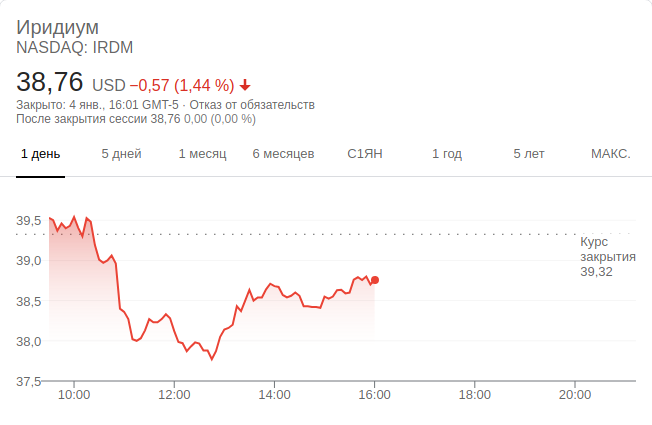 Иридиум
NASDAQ: IRDM
38,76 USD −0,57 (1,44 %)
Закрыто: 4 янв., 16:01 GMT-5 · Отказ от обязательств
После закрытия сессии 38,76 0,00 (0,00 %)
1 день 5 дней 1 месяц 6 месяцев С1ЯН 1 год 5 лет МАКС.
39,5
39,0
38,5
38,0
37,5
Курс
закрытия
39,32
10:00 12:00 14:00 16:00 18:00 20:00